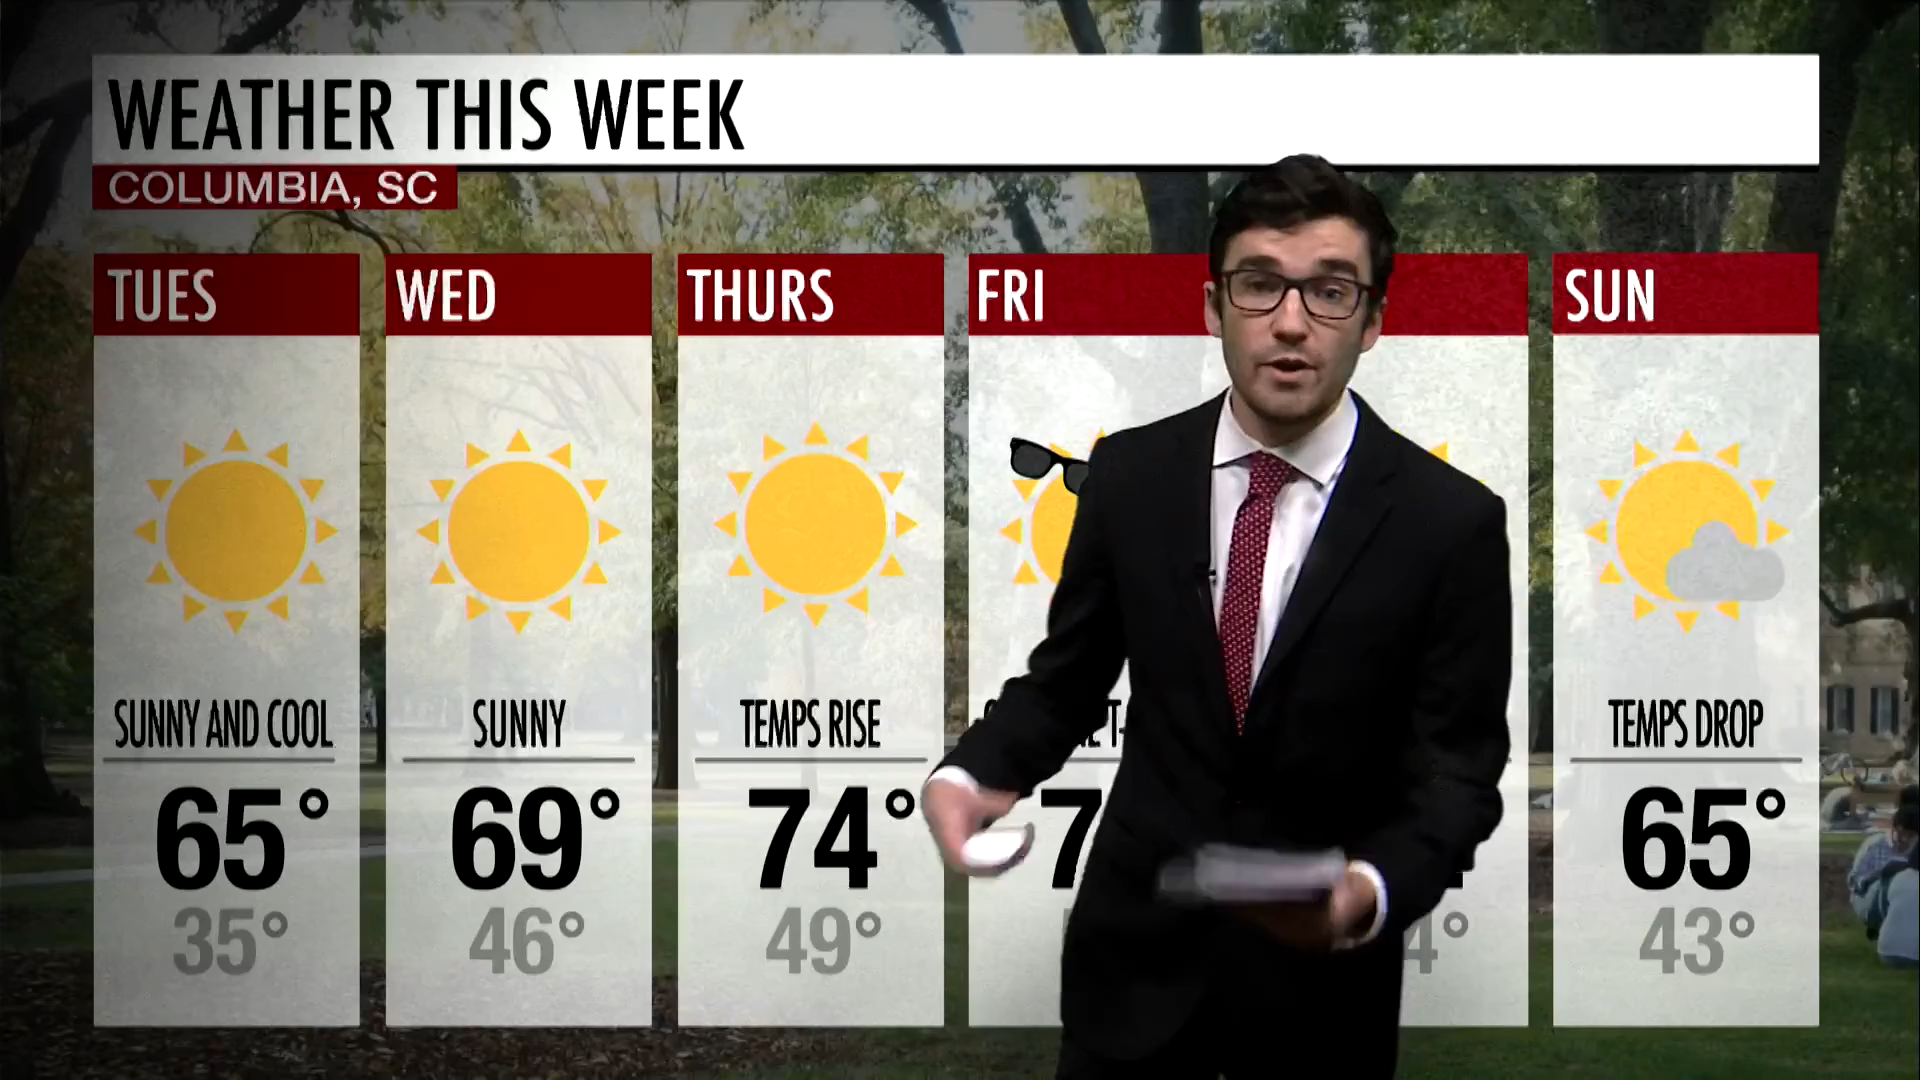 WEATHER THIS WEEK
COLUMBIA, SC
TUES WED THURS FRI SUN
SUNNY AND COOL SUNNY TEMPS RISE TEMPS DROP
65° 69° 74° 65°
35° 46° 49° 43°